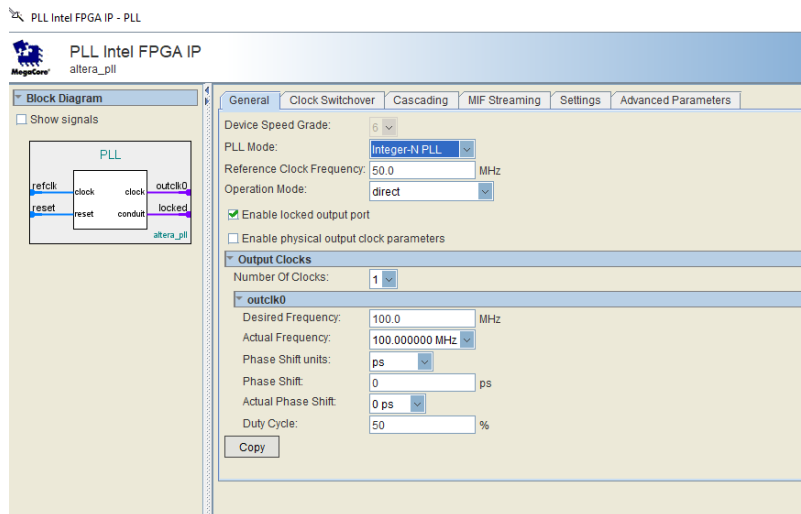 PLL Intel FPGA IP - PLL
MegaCore®
PLL Intel FPGA IP
altera_pll
Block Diagram
Show signals
PLL
refclk
clock
clock
outclk0
reset
reset
conduit
locked
altera_pll
General
Clock Switchover
Cascading
MIF Streaming
Settings
Advanced Parameters
Device Speed Grade: 6
PLL Mode: Integer-N PLL
Reference Clock Frequency: 50.0 MHz
Operation Mode: direct
Enable locked output port
Enable physical output clock parameters
Output Clocks
Number Of Clocks: 1
outclk0
Desired Frequency: 100.0 MHz
Actual Frequency: 100.000000 MHz
Phase Shift units: ps
Phase Shift: 0 ps
Actual Phase Shift: 0 ps
Duty Cycle: 50 %
Copy